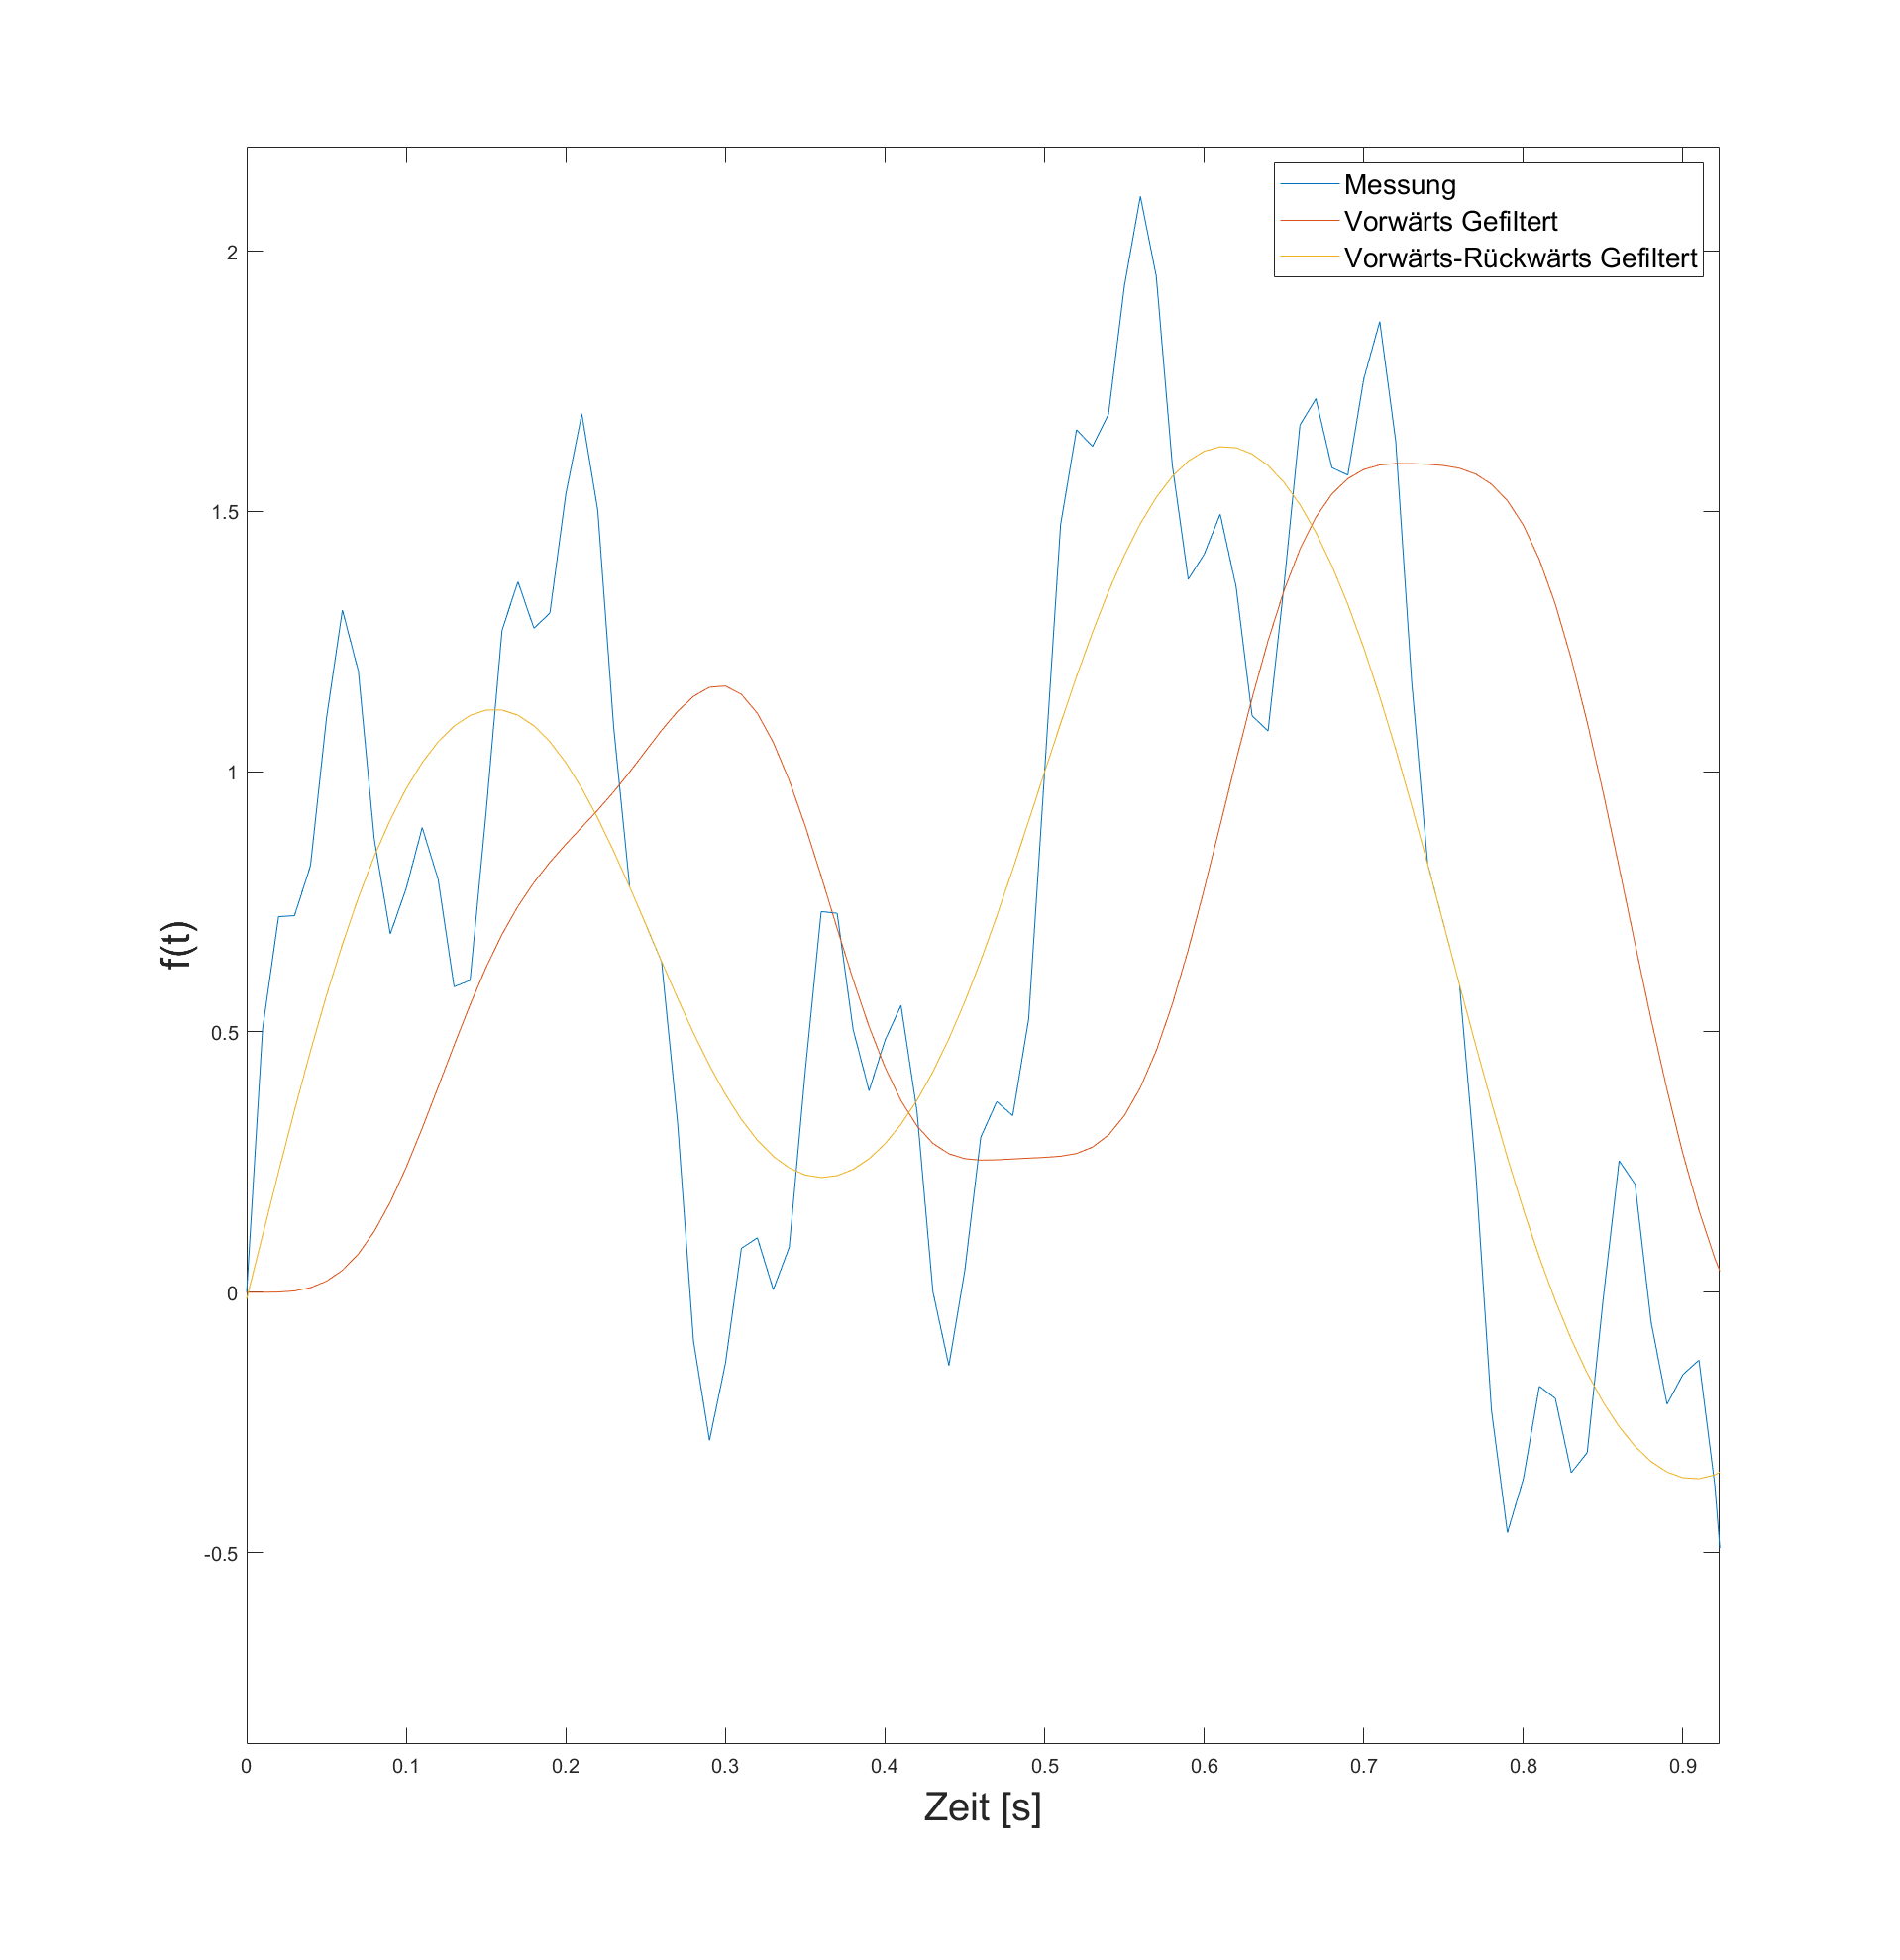 Messung
Vorwärts Gefiltert
Vorwärts-Rückwärts Gefiltert
2
1.5
1
0.5
0
-0.5
f(t)
0 0.1 0.2 0.3 0.4 0.5 0.6 0.7 0.8 0.9
Zeit [s]